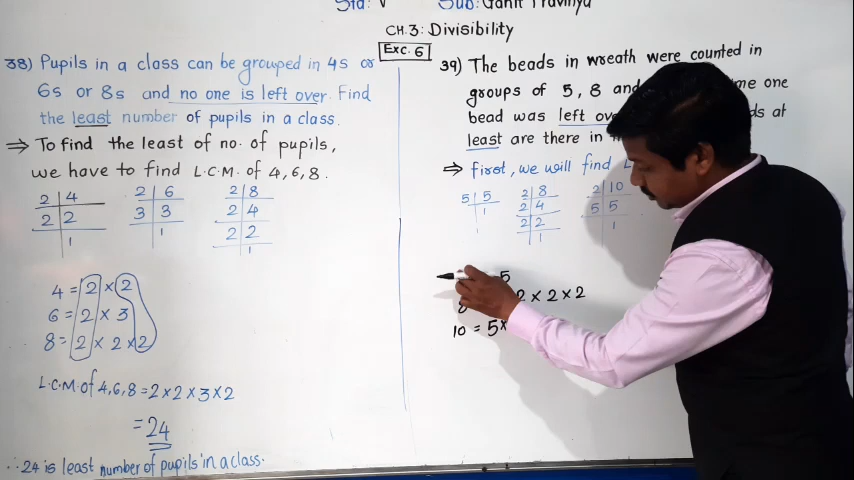 Std: V Sub: Ganit Pravinya
CH.3: Divisibility
Exc. 6
38) Pupils in a class can be grouped in 4s or
6s or 8s and no one is left over. Find
the least number of pupils in a class.
⇒ To find the least of no. of pupils,
we have to find L.C.M. of 4, 6, 8.
2 | 4
2 | 2
1
2 | 6
3 | 3
1
2 | 8
2 | 4
2 | 2
1
4 = 2 × 2
6 = 2 × 3
8 = 2 × 2 × 2
L.C.M. of 4, 6, 8 = 2 × 2 × 3 × 2
= 24
∴ 24 is least number of pupils in a class.
39) The beads in wreath were counted in
groups of 5, 8 and
me one
bead was left
ds at
least are there in
⇒ first, we will find
5 | 5
1
2 | 8
2 | 4
2 | 2
1
2 | 10
5 | 5
1
5
8 2 × 2 × 2
10 = 5 ×